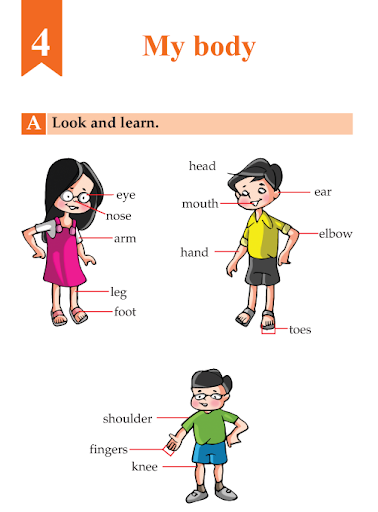 4
My body
A Look and learn.
eye
nose
arm
leg
foot
head
mouth
hand
ear
elbow
toes
shoulder
fingers
knee